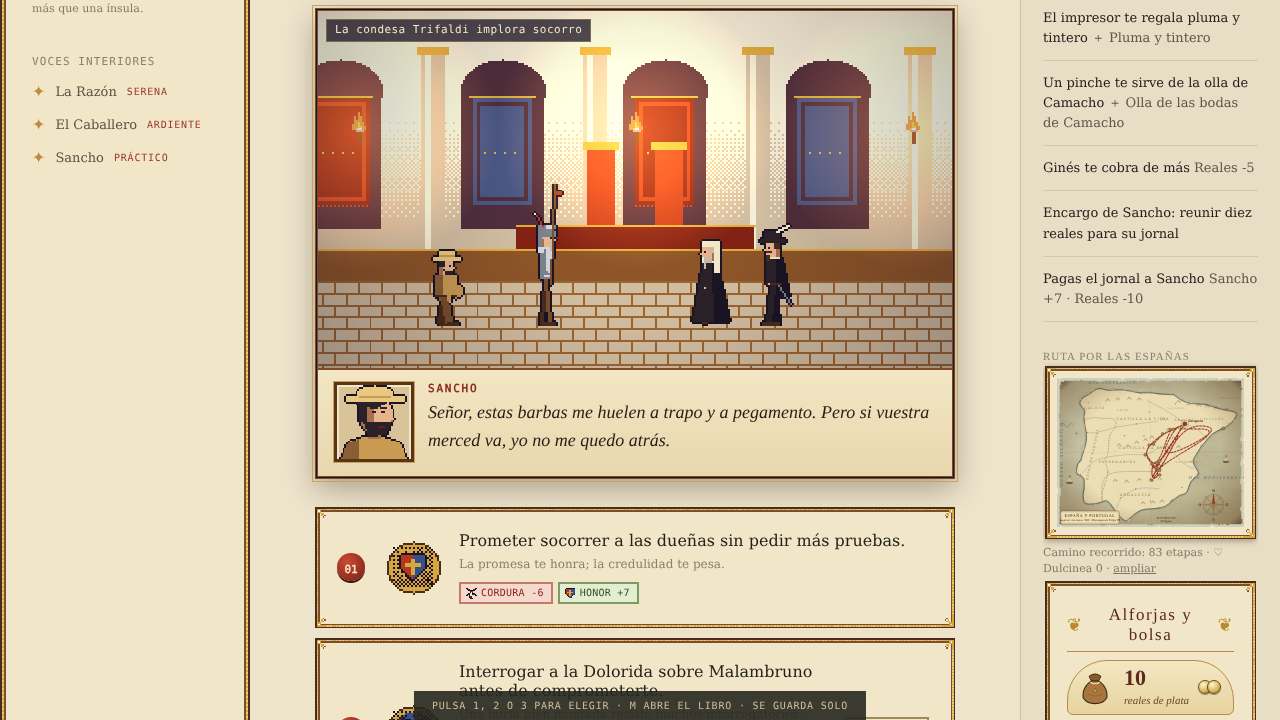 más que una ínsula.
VOCES INTERIORES
La Razón SERENA
El Caballero ARDIENTE
Sancho PRÁCTICO
La condesa Trifaldi implora socorro
SANCHO
Señor, estas barbas me huelen a trapo y a pegamento. Pero si vuestra
merced va, yo no me quedo atrás.
01
Prometer socorrer a las dueñas sin pedir más pruebas.
La promesa te honra; la credulidad te pesa.
CORDURA -6
HONOR +7
Interrogar a la Dolorida sobre Malambruno
antes de comprometerte.
PULSA 1, 2 O 3 PARA ELEGIR · M ABRE EL LIBRO · SE GUARDA SOLO
El impresor te regala pluma y
tintero + Pluma y tintero
Un pinche te sirve de la olla de
Camacho + Olla de las bodas
de Camacho
Ginés te cobra de más Reales -5
Encargo de Sancho: reunir diez
reales para su jornal
Pagas el jornal a Sancho Sancho
+7 · Reales -10
RUTA POR LAS ESPAÑAS
ESPAÑA Y PORTUGAL
Camino recorrido: 83 etapas · ♡
Dulcinea 0 · ampliar
Alforjas y
bolsa
10
reales de plata